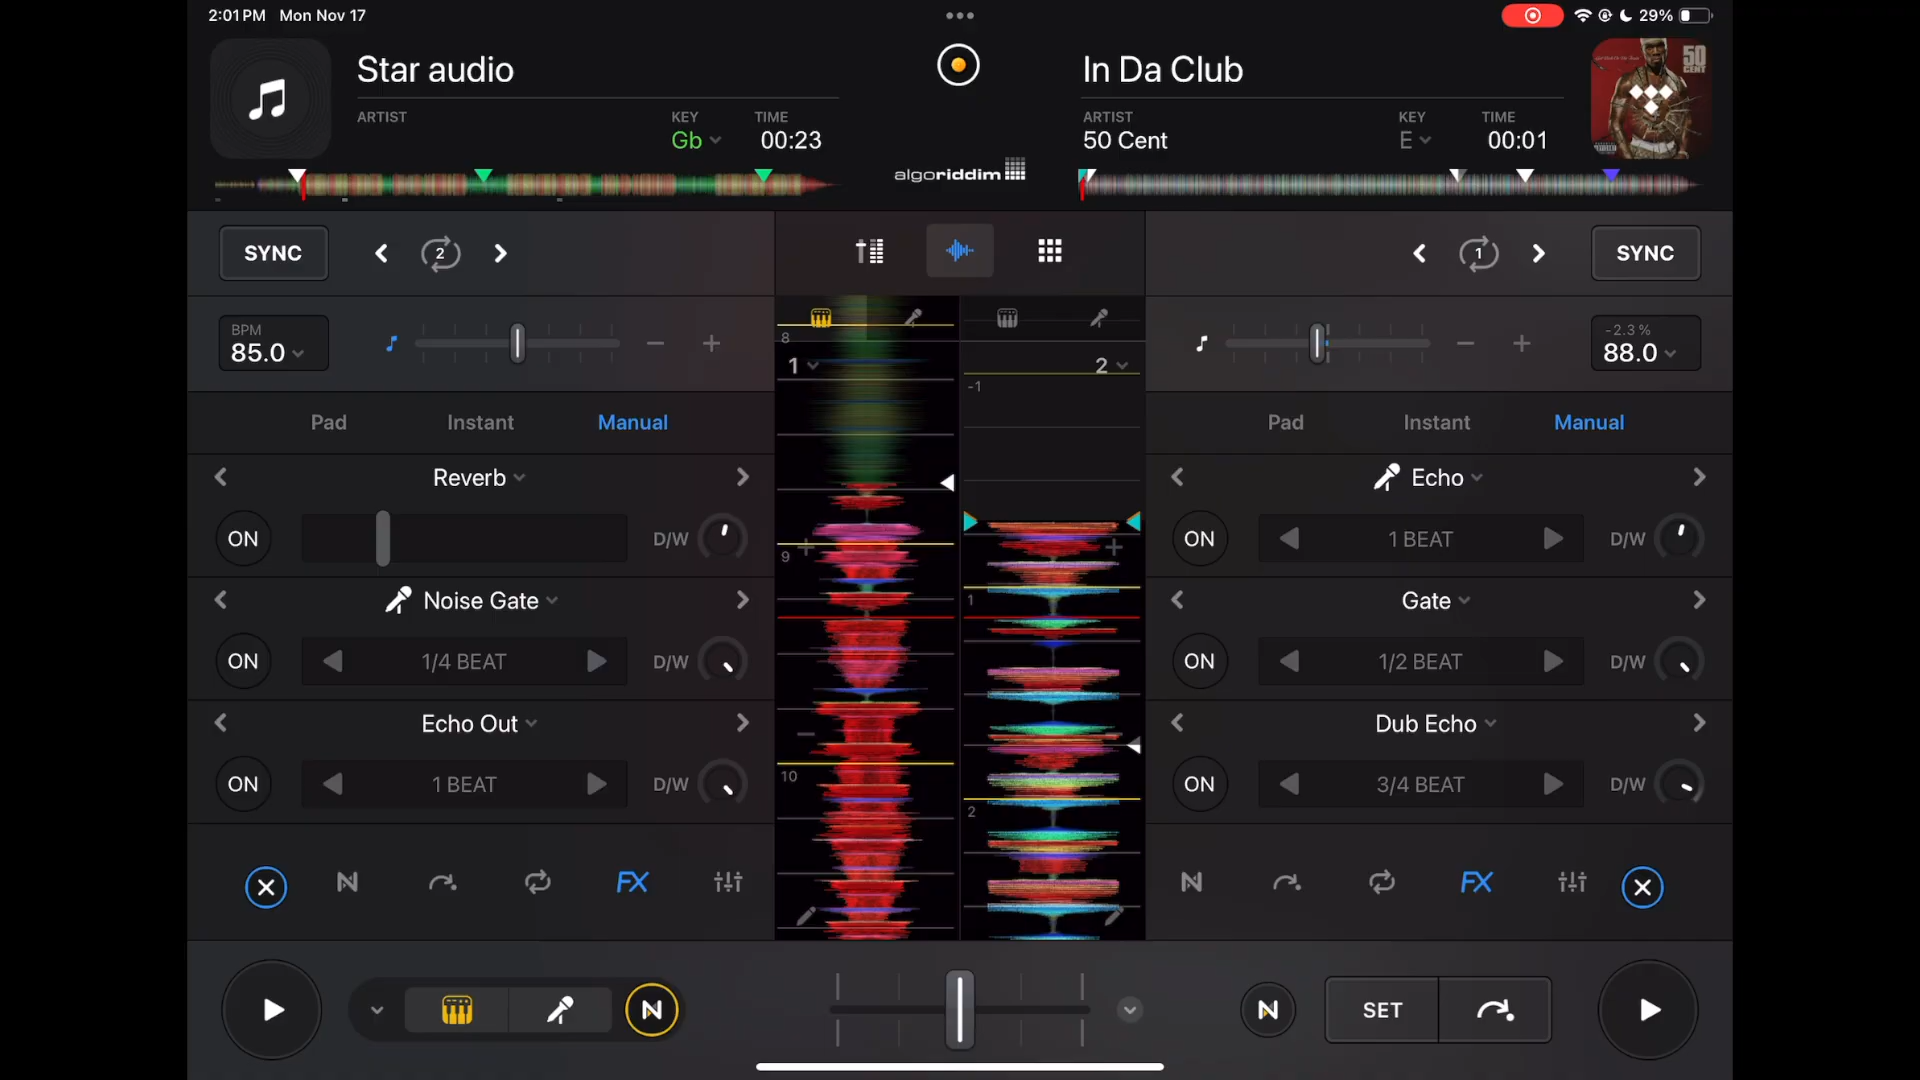 2:01 PM Mon Nov 17
29%
Star audio
ARTIST
KEY
Gb
TIME
00:23
algoriddim
In Da Club
ARTIST
50 Cent
KEY
E
TIME
00:01
50
CENT
SYNC
2
1
SYNC
BPM
85.0
-2.3 %
88.0
8
1
2
-1
9
10
1
2
Pad Instant Manual
Reverb
ON
D/W
Noise Gate
ON
1/4 BEAT
D/W
Echo Out
ON
1 BEAT
D/W
FX
Pad Instant Manual
Echo
ON
1 BEAT
D/W
Gate
ON
1/2 BEAT
D/W
Dub Echo
ON
3/4 BEAT
D/W
FX
SET